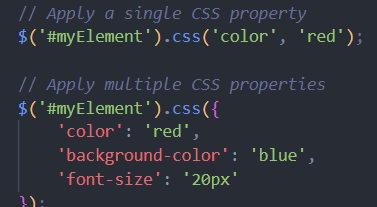 // Apply a single CSS property
$('#myElement').css('color', 'red');
// Apply multiple CSS properties
$('#myElement').css({
    'color': 'red',
    'background-color': 'blue',
    'font-size': '20px'
});